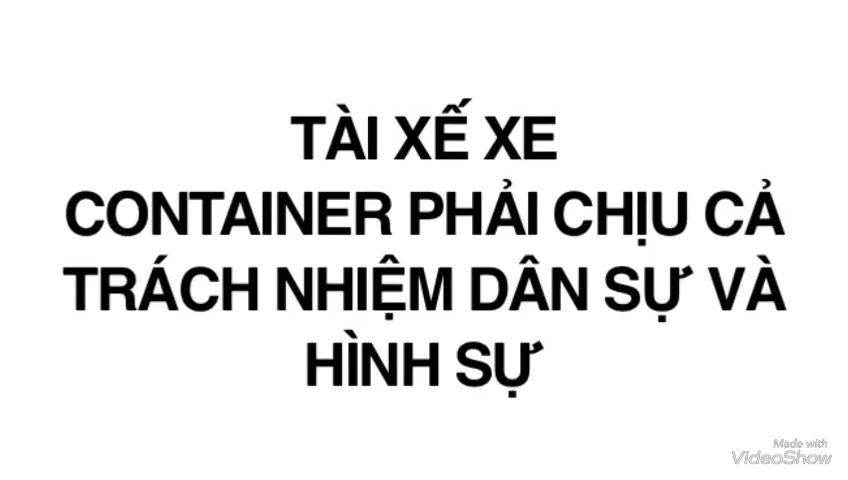 TÀI XẾ XE
CONTAINER PHẢI CHỊU CẢ
TRÁCH NHIỆM DÂN SỰ VÀ
HÌNH SỰ
Made with
VideoShow